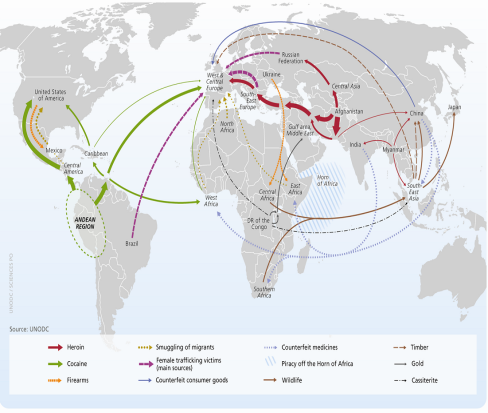 Russian
Federation
Ukraine
West &
Central
Europe
South
East
Europe
Central Asia
United States
of America
Afghanistan
Japan
China
Gulf area,
Middle East
North
Africa
Mexico
Caribbean
India
Myanmar
Central
America
Horn
of Africa
South
East
Asia
West
Africa
Central
Africa
East
Africa
ANDEAN
REGION
DR of the
Congo
Brazil
Southern
Africa
UNODC / SCIENCES PO
Source: UNODC
Heroin
Cocaine
Firearms
Smuggling of migrants
Female trafficking victims
(main sources)
Counterfeit consumer goods
Counterfeit medicines
Piracy off the Horn of Africa
Wildlife
Timber
Gold
Cassiterite